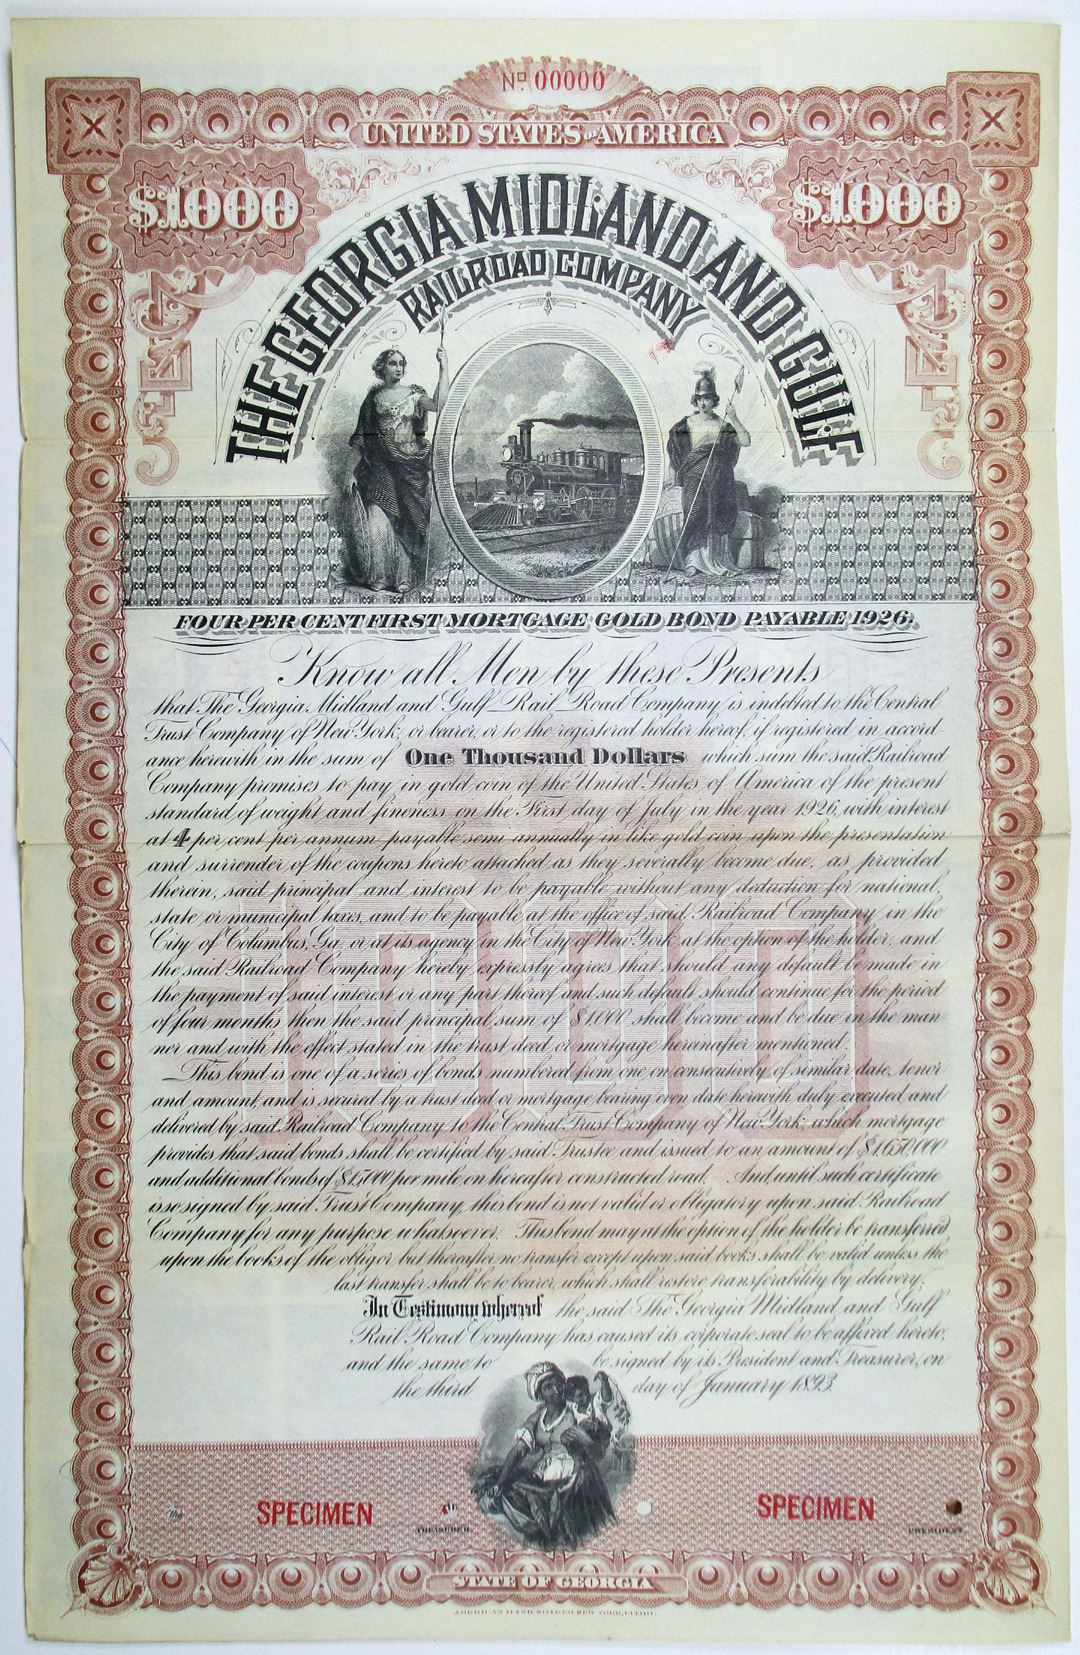 No. 00000
UNITED STATES OF AMERICA
$1000 $1000
THE GEORGIA MIDLAND AND GULF
RAILROAD COMPANY
FOUR PER CENT FIRST MORTGAGE GOLD BOND PAYABLE 1926.
Know all Men by these Presents
that The Georgia Midland and Gulf Rail Road Company is indebted to the Central
Trust Company of New York, or bearer, or to the registered holder hereof, if registered in accord-
ance herewith in the sum of One Thousand Dollars which sum the said Railroad
Company promises to pay in gold coin of the United States of America of the present
standard of weight and fineness on the First day of July in the year 1926, with interest
at 4 per cent per annum payable semi annually in like gold coin upon the presentation
and surrender of the coupons hereto attached as they severally become due, as provided
therein, said principal and interest to be payable without any deduction for national,
state or municipal taxes, and to be payable at the office of said Railroad Company in the
City of Columbus, Ga. or at its agency in the City of New York at the option of the holder, and
the said Railroad Company hereby expressly agrees that should any default be made in
the payment of said interest or any part thereof and such default should continue for the period
of four months then the said principal sum of $1,000 shall become and be due in the man-
ner and with the effect stated in the trust deed or mortgage hereinafter mentioned.
This bond is one of a series of bonds numbered from one on consecutively of similar date, tenor
and amount, and is secured by a trust deed or mortgage bearing even date herewith duly executed and
delivered by said Railroad Company to the Central Trust Company of New York, which mortgage
provides that said bonds shall be certified by said Trustee and issued to an amount of $1,650,000
and additional bonds of $15,000 per mile on hereafter constructed road. And until such certificate
is so signed by said Trust Company, this bond is not valid or obligatory upon said Railroad
Company for any purpose whatsoever. This bond may at the option of the holder be transferred
upon the books of the obligor but thereafter no transfer except upon said books shall be valid unless the
last transfer shall be to bearer, which shall restore transferability by delivery.
In Testimony whereof the said The Georgia Midland and Gulf
Rail Road Company has caused its corporate seal to be affixed hereto,
and the same to be signed by its President and Treasurer, on
the third day of January 1893.
1000
SPECIMEN SPECIMEN
TREASURER. PRESIDENT.
STATE OF GEORGIA
AMERICAN BANK NOTE CO. NEW YORK,